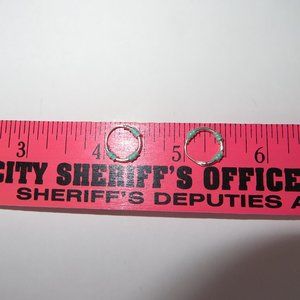 3 4 5 6
CITY SHERIFF'S OFFICE
SHERIFF'S DEPUTIES A